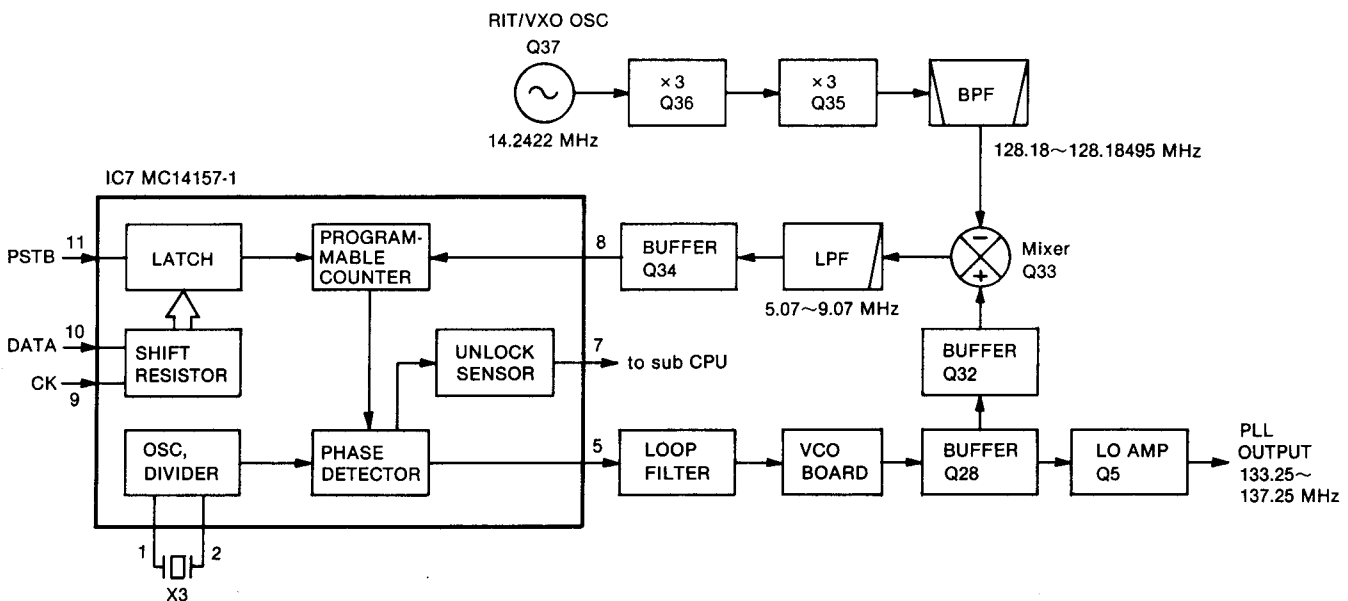 RIT/VXO OSC
Q37
14.2422 MHz
×3
Q36
×3
Q35
BPF
128.18～128.18495 MHz
IC7 MC14157-1
PSTB
11
LATCH
PROGRAM-
MABLE
COUNTER
8
BUFFER
Q34
LPF
5.07～9.07 MHz
−
+
Mixer
Q33
DATA
10
CK
9
SHIFT
RESISTOR
UNLOCK
SENSOR
7
to sub CPU
BUFFER
Q32
OSC,
DIVIDER
PHASE
DETECTOR
5
LOOP
FILTER
VCO
BOARD
BUFFER
Q28
LO AMP
Q5
PLL
OUTPUT
133.25～
137.25 MHz
1
2
X3